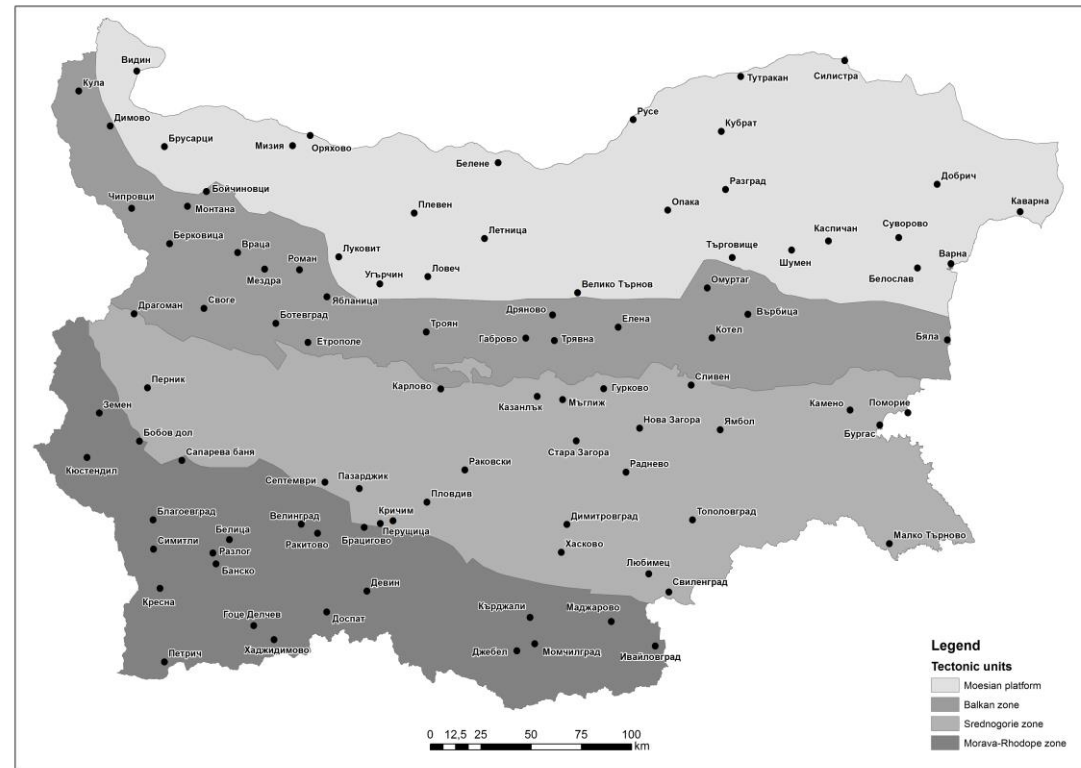 Видин
Кула
Димово
Брусарци
Мизия
Оряхово
Белене
Русе
Тутракан
Силистра
Кубрат
Разград
Опака
Добрич
Каварна
Суворово
Каспичан
Шумен
Търговище
Варна
Белослав
Бойчиновци
Чипровци
Монтана
Берковица
Враца
Мездра
Роман
Луковит
Плевен
Летница
Угърчин
Ловеч
Ябланица
Велико Търнов
Омуртаг
Върбица
Драгоман
Своге
Ботевград
Етрополе
Троян
Дряново
Габрово
Трявна
Елена
Котел
Бяла
Перник
Земен
Карлово
Казанлък
Мъглиж
Гурково
Сливен
Камено
Поморие
Бургас
Нова Загора
Ямбол
Стара Загора
Раднево
Бобов дол
Сапарева баня
Кюстендил
Септември
Пазарджик
Раковски
Пловдив
Кричим
Перущица
Брацигово
Велинград
Ракитово
Благоевград
Белица
Симитли
Разлог
Банско
Димитровград
Хасково
Тополовград
Малко Търново
Любимец
Свиленград
Кресна
Девин
Гоце Делчев
Доспат
Хаджидимово
Петрич
Кърджали
Маджарово
Джебел
Момчилград
Ивайловград
Legend
Tectonic units
Moesian platform
Balkan zone
Srednogorie zone
Morava-Rhodope zone
0 12,5 25 50 75 100
km